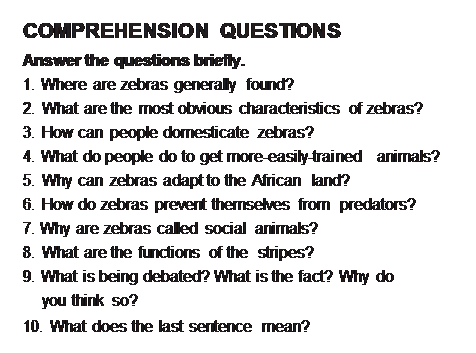 COMPREHENSION QUESTIONS
Answer the questions briefly.
1. Where are zebras generally found?
2. What are the most obvious characteristics of zebras?
3. How can people domesticate zebras?
4. What do people do to get more-easily-trained animals?
5. Why can zebras adapt to the African land?
6. How do zebras prevent themselves from predators?
7. Why are zebras called social animals?
8. What are the functions of the stripes?
9. What is being debated? What is the fact? Why do
you think so?
10. What does the last sentence mean?